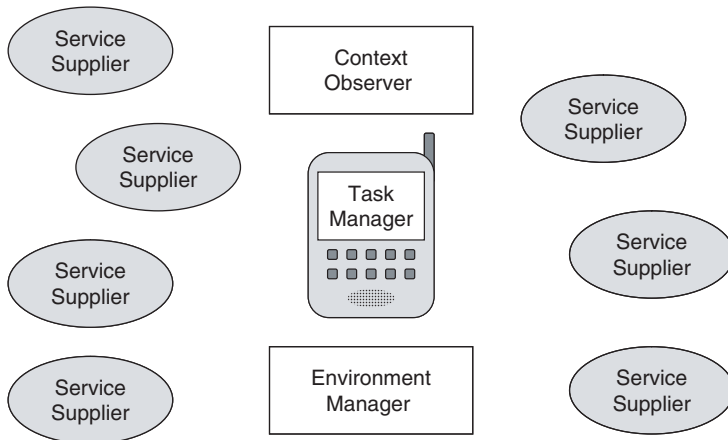 Service
Supplier
Context
Observer
Service
Supplier
Service
Supplier
Task
Manager
Service
Supplier
Service
Supplier
Environment
Manager
Service
Supplier
Service
Supplier
Service
Supplier